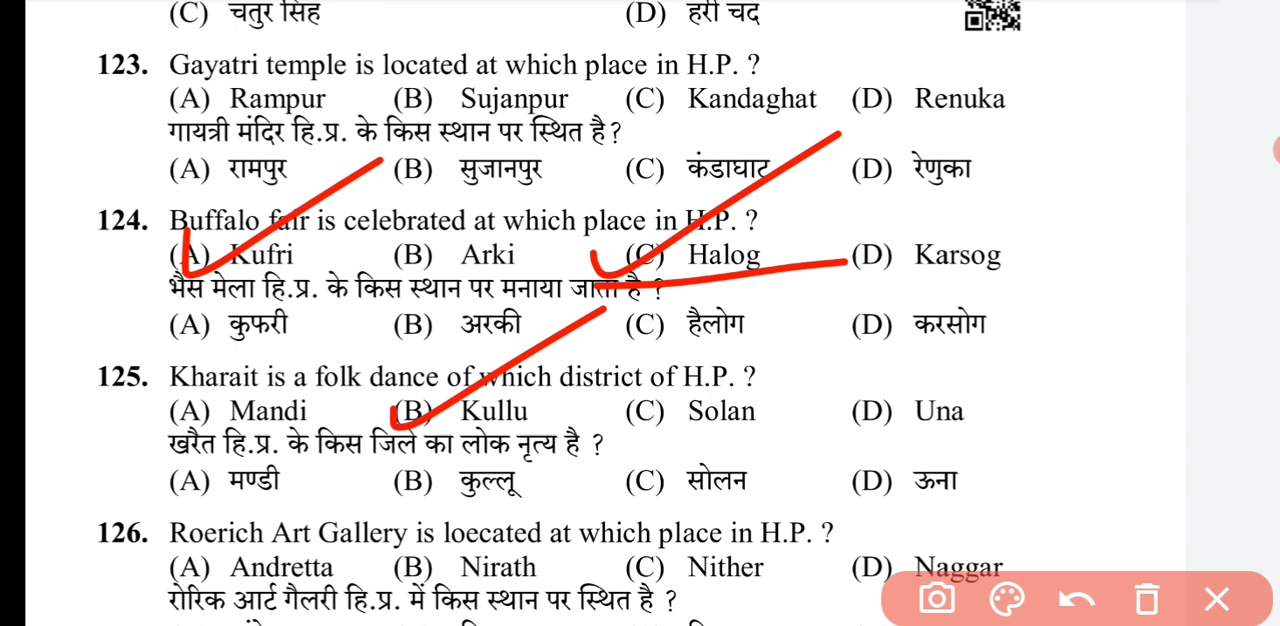 (C) चतुर सिंह (D) हरी चंद
123. Gayatri temple is located at which place in H.P. ?
(A) Rampur (B) Sujanpur (C) Kandaghat (D) Renuka
गायत्री मंदिर हि.प्र. के किस स्थान पर स्थित है?
(A) रामपुर (B) सुजानपुर (C) कंडाघाट (D) रेणुका
124. Buffalo fair is celebrated at which place in H.P. ?
(A) Kufri (B) Arki (C) Halog (D) Karsog
भैंस मेला हि.प्र. के किस स्थान पर मनाया जाता है ?
(A) कुफरी (B) अरकी (C) हैलोग (D) करसोग
125. Kharait is a folk dance of which district of H.P. ?
(A) Mandi (B) Kullu (C) Solan (D) Una
खरैत हि.प्र. के किस जिले का लोक नृत्य है ?
(A) मण्डी (B) कुल्लू (C) सोलन (D) ऊना
126. Roerich Art Gallery is loecated at which place in H.P. ?
(A) Andretta (B) Nirath (C) Nither (D) Naggar
रोरिक आर्ट गैलरी हि.प्र. में किस स्थान पर स्थित है ?